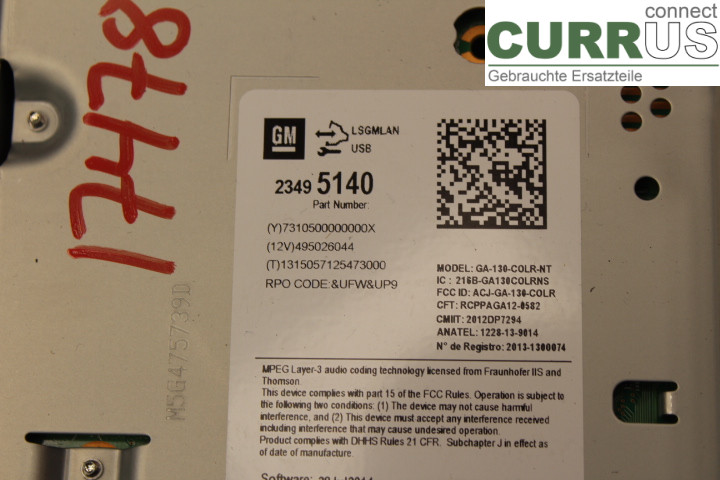 connect
CURRUS
Gebrauchte Ersatzteile
17478
GM
LSGMLAN
USB
2349 5140
Part Number:
(Y)7310500000000X
(12V)495026044
(T)1315057125473000
RPO CODE:&UFW&UP9
MODEL: GA-130-COLR-NT
IC : 216B-GA130COLRNS
FCC ID: ACJ-GA-130-COLR
CFT: RCPPAGA12-0582
CMIIT: 2012DP7294
ANATEL: 1228-13-9014
N° de Registro: 2013-1300074
MPEG Layer-3 audio coding technology licensed from Fraunhofer IIS and
Thomson.
This device complies with part 15 of the FCC Rules. Operation is subject to
the following two conditions: (1) The device may not cause harmful
interference, and (2) This device must accept any interference received
including interference that may cause undesired operation.
Product complies with DHHS Rules 21 CFR. Subchapter J in effect as
of date of manufacture.
Software:
M5G475739D